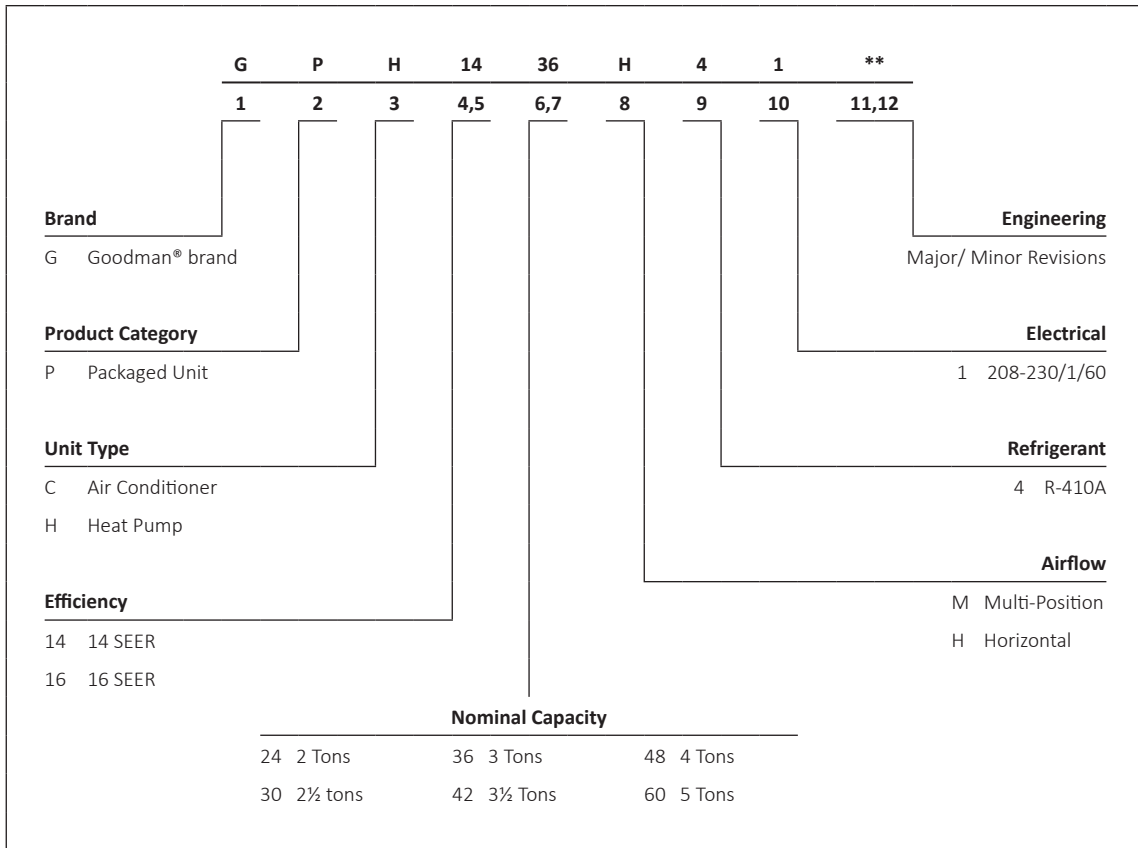 G P H 14 36 H 4 1 **
1 2 3 4,5 6,7 8 9 10 11,12
Brand
G Goodman® brand
Engineering
Major/ Minor Revisions
Product Category
P Packaged Unit
Electrical
1 208-230/1/60
Unit Type
C Air Conditioner
H Heat Pump
Refrigerant
4 R-410A
Efficiency
14 14 SEER
16 16 SEER
Airflow
M Multi-Position
H Horizontal
Nominal Capacity
24 2 Tons 36 3 Tons 48 4 Tons
30 2½ tons 42 3½ Tons 60 5 Tons